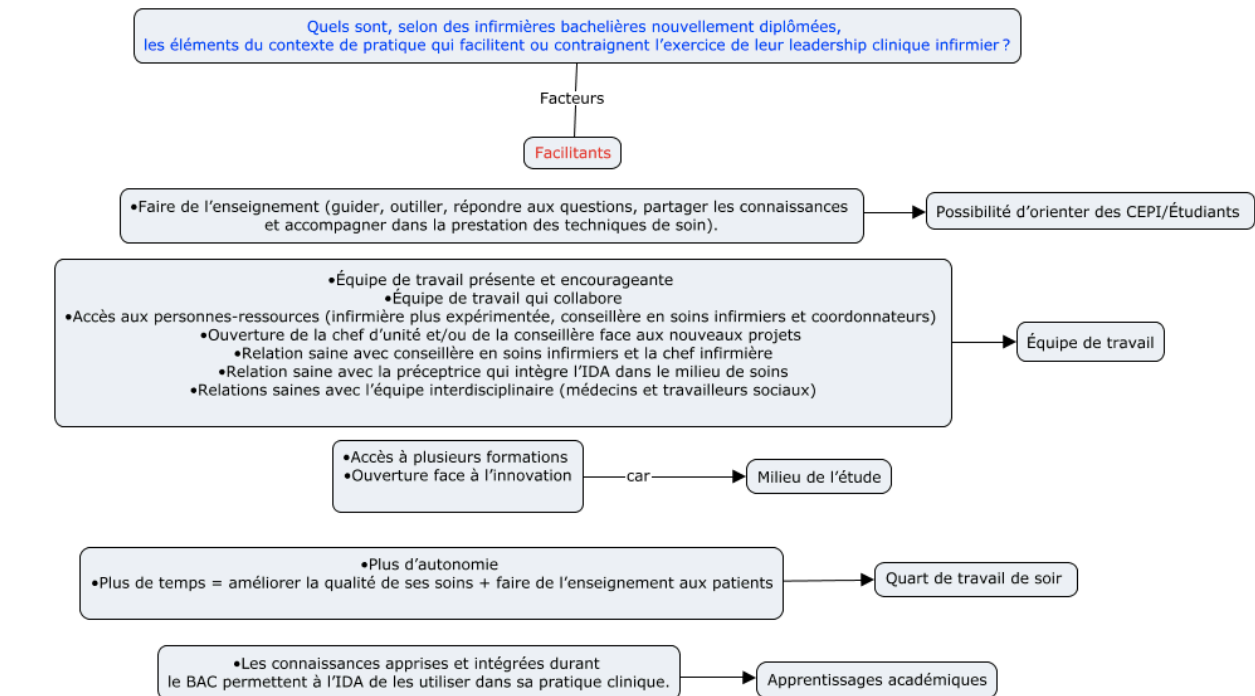 Quels sont, selon des infirmières bachelières nouvellement diplômées,
les éléments du contexte de pratique qui facilitent ou contraignent l'exercice de leur leadership clinique infirmier ?
Facteurs
Facilitants
•Faire de l'enseignement (guider, outiller, répondre aux questions, partager les connaissances
et accompagner dans la prestation des techniques de soin).
Possibilité d'orienter des CEPI/Étudiants
•Équipe de travail présente et encourageante
•Équipe de travail qui collabore
•Accès aux personnes-ressources (infirmière plus expérimentée, conseillère en soins infirmiers et coordonnateurs)
•Ouverture de la chef d'unité et/ou de la conseillère face aux nouveaux projets
•Relation saine avec conseillère en soins infirmiers et la chef infirmière
•Relation saine avec la préceptrice qui intègre l'IDA dans le milieu de soins
•Relations saines avec l'équipe interdisciplinaire (médecins et travailleurs sociaux)
Équipe de travail
•Accès à plusieurs formations
•Ouverture face à l'innovation
car
Milieu de l'étude
•Plus d'autonomie
•Plus de temps = améliorer la qualité de ses soins + faire de l'enseignement aux patients
Quart de travail de soir
•Les connaissances apprises et intégrées durant
le BAC permettent à l'IDA de les utiliser dans sa pratique clinique.
Apprentissages académiques